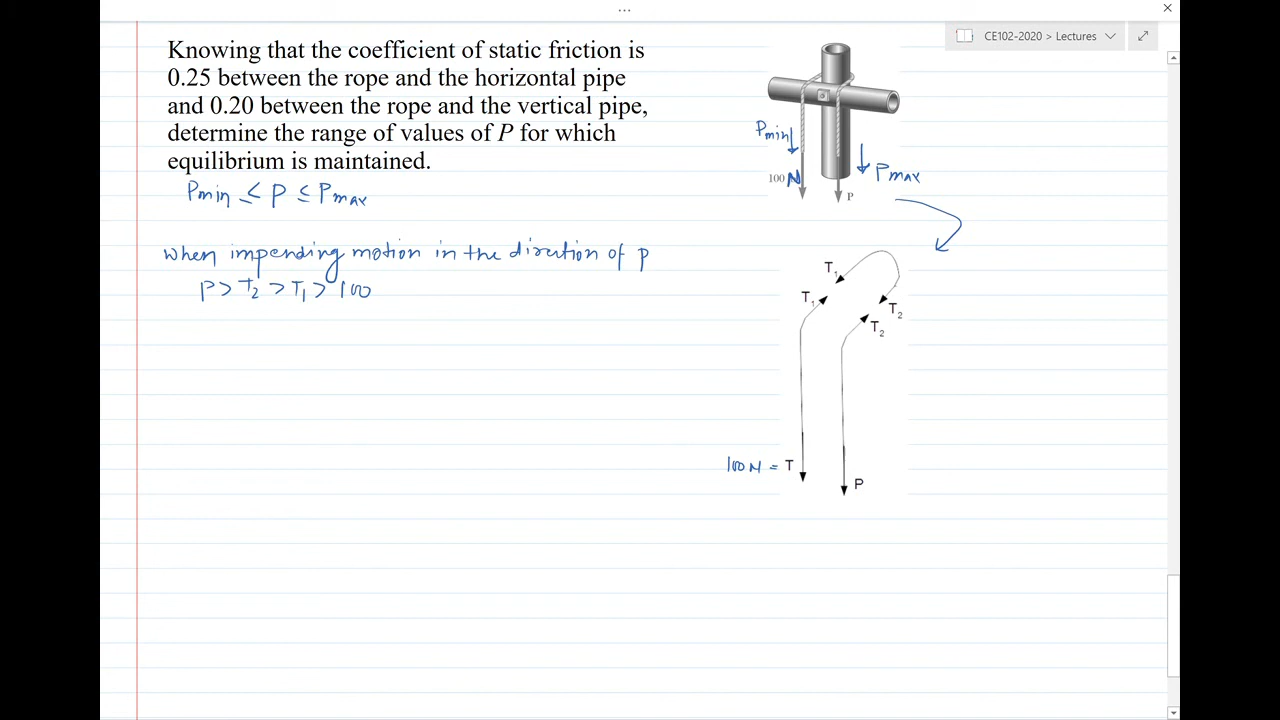 ...
CE102-2020 > Lectures
Knowing that the coefficient of static friction is
0.25 between the rope and the horizontal pipe
and 0.20 between the rope and the vertical pipe,
determine the range of values of P for which
equilibrium is maintained.
Pmin ≤ P ≤ Pmax
When impending motion in the direction of P
P > T2 > T1 > 100
Pmin
100 N
P
Pmax
T1
T1
T2
T2
100N = T
P